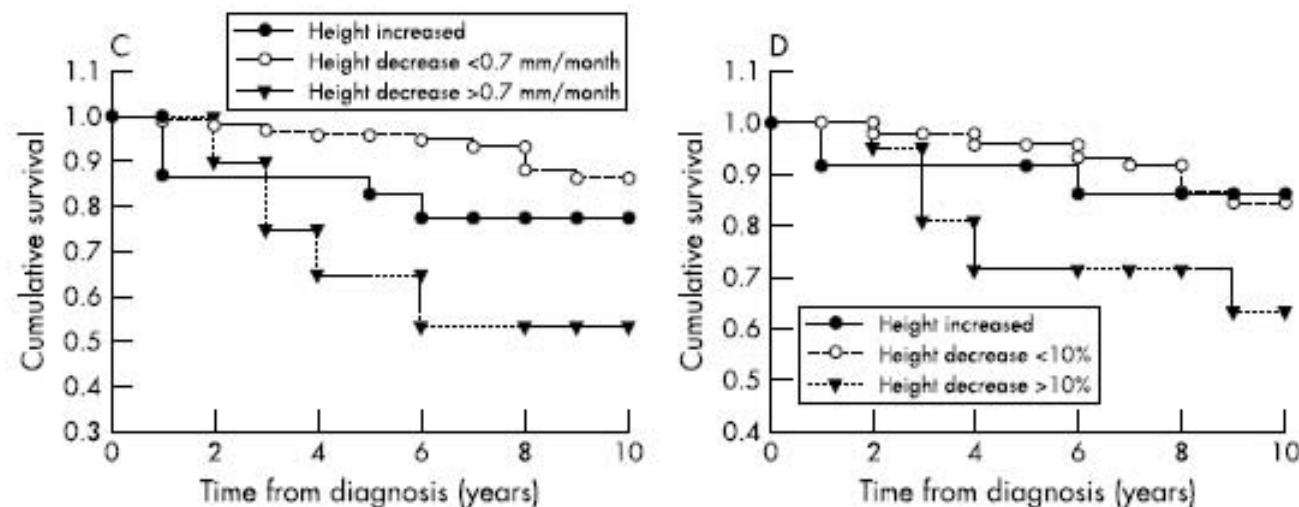 C
Height increased
Height decrease <0.7 mm/month
Height decrease >0.7 mm/month
1.1
1.0
0.9
0.8
0.7
0.6
0.5
0.4
0.3
Cumulative survival
0 2 4 6 8 10
Time from diagnosis (years)
D
1.1
1.0
0.9
0.8
0.7
0.6
0.5
0.4
Cumulative survival
Height increased
Height decrease <10%
Height decrease >10%
0 2 4 6 8 10
Time from diagnosis (years)